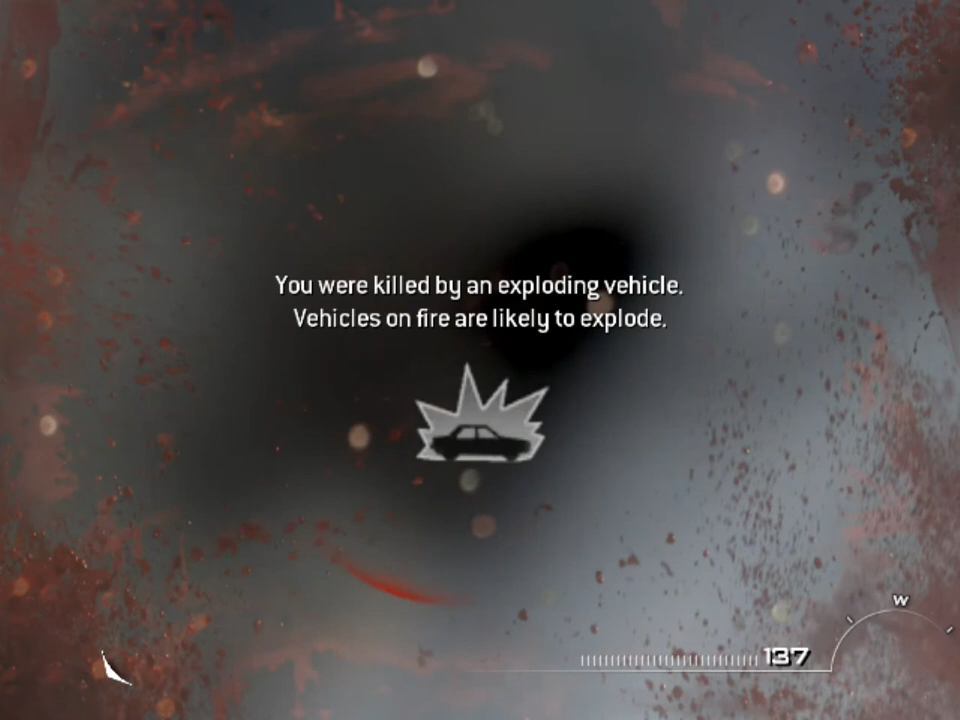 You were killed by an exploding vehicle.
Vehicles on fire are likely to explode.
W
137